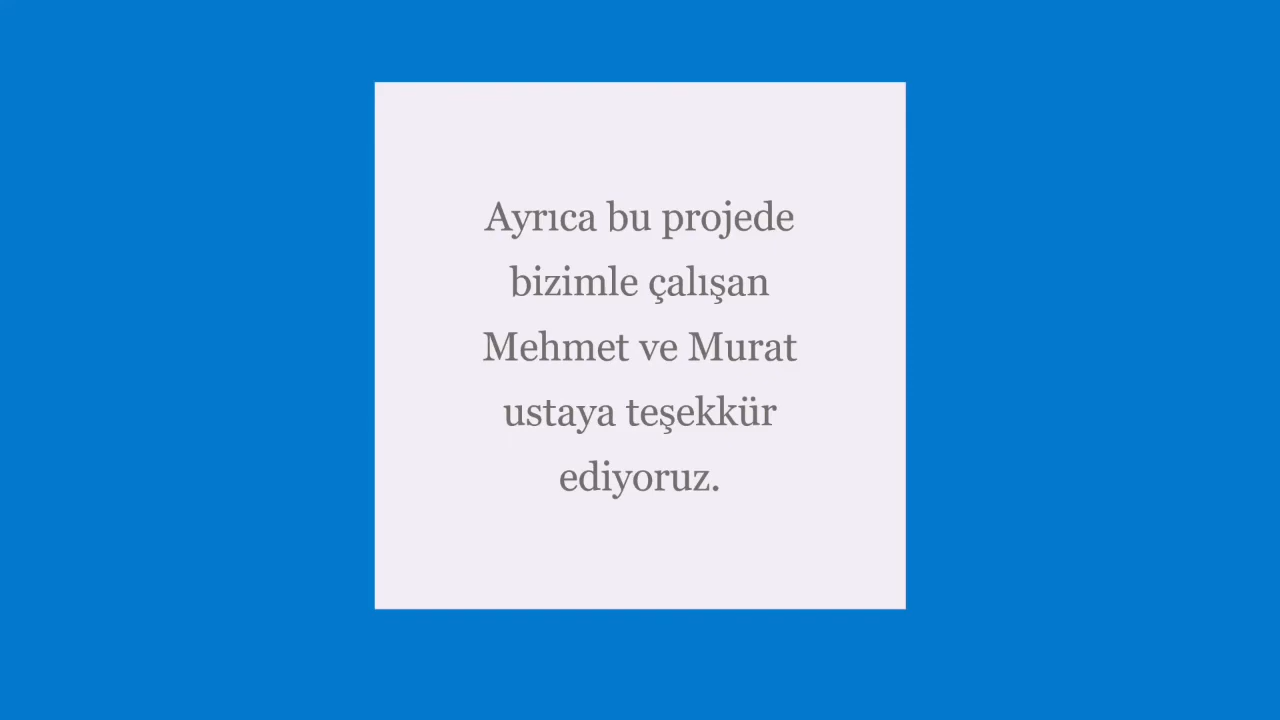 Ayrıca bu projede
bizimle çalışan
Mehmet ve Murat
ustaya teşekkür
ediyoruz.